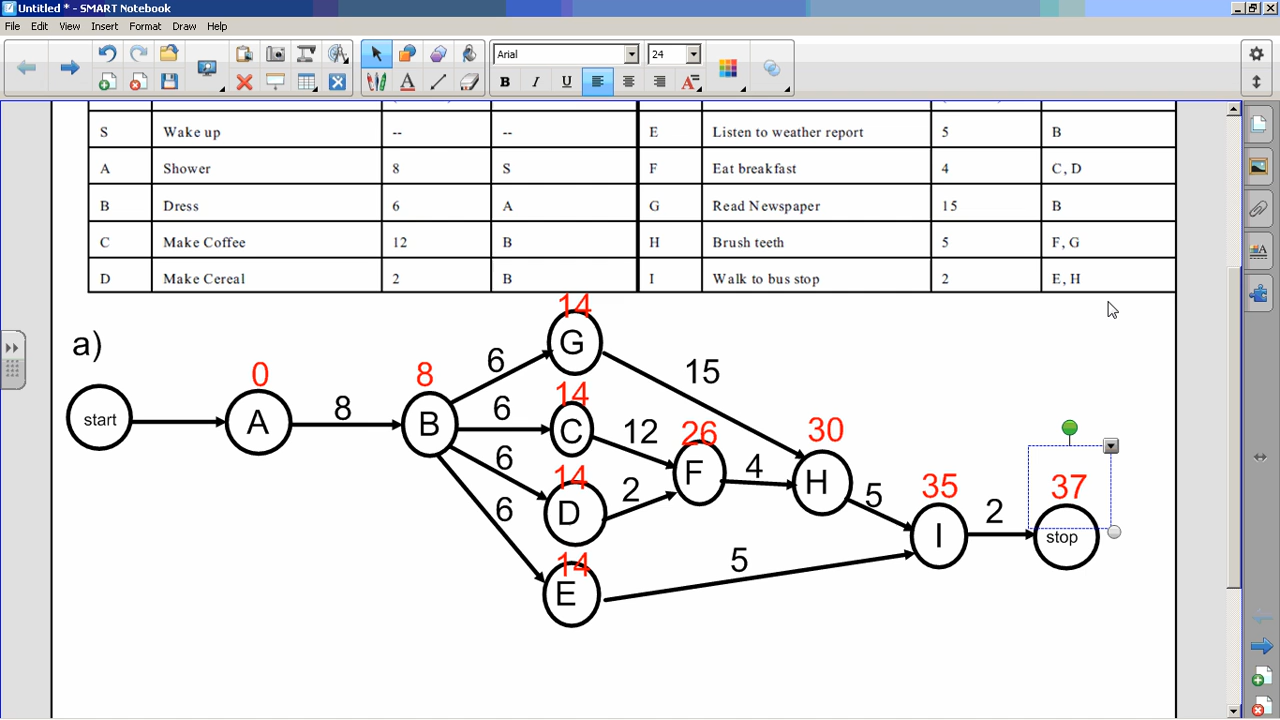 Untitled * - SMART Notebook
File Edit View Insert Format Draw Help
Arial 24
B I U A
S Wake up -- -- E Listen to weather report 5 B
A Shower 8 S F Eat breakfast 4 C, D
B Dress 6 A G Read Newspaper 15 B
C Make Coffee 12 B H Brush teeth 5 F, G
D Make Cereal 2 B I Walk to bus stop 2 E, H
14
a) G
6 15
0 8 14
8 6 12 26 30
start A B C
6 14 F 4 H
2 5 35 37
6 D 2
14 5 I stop
E